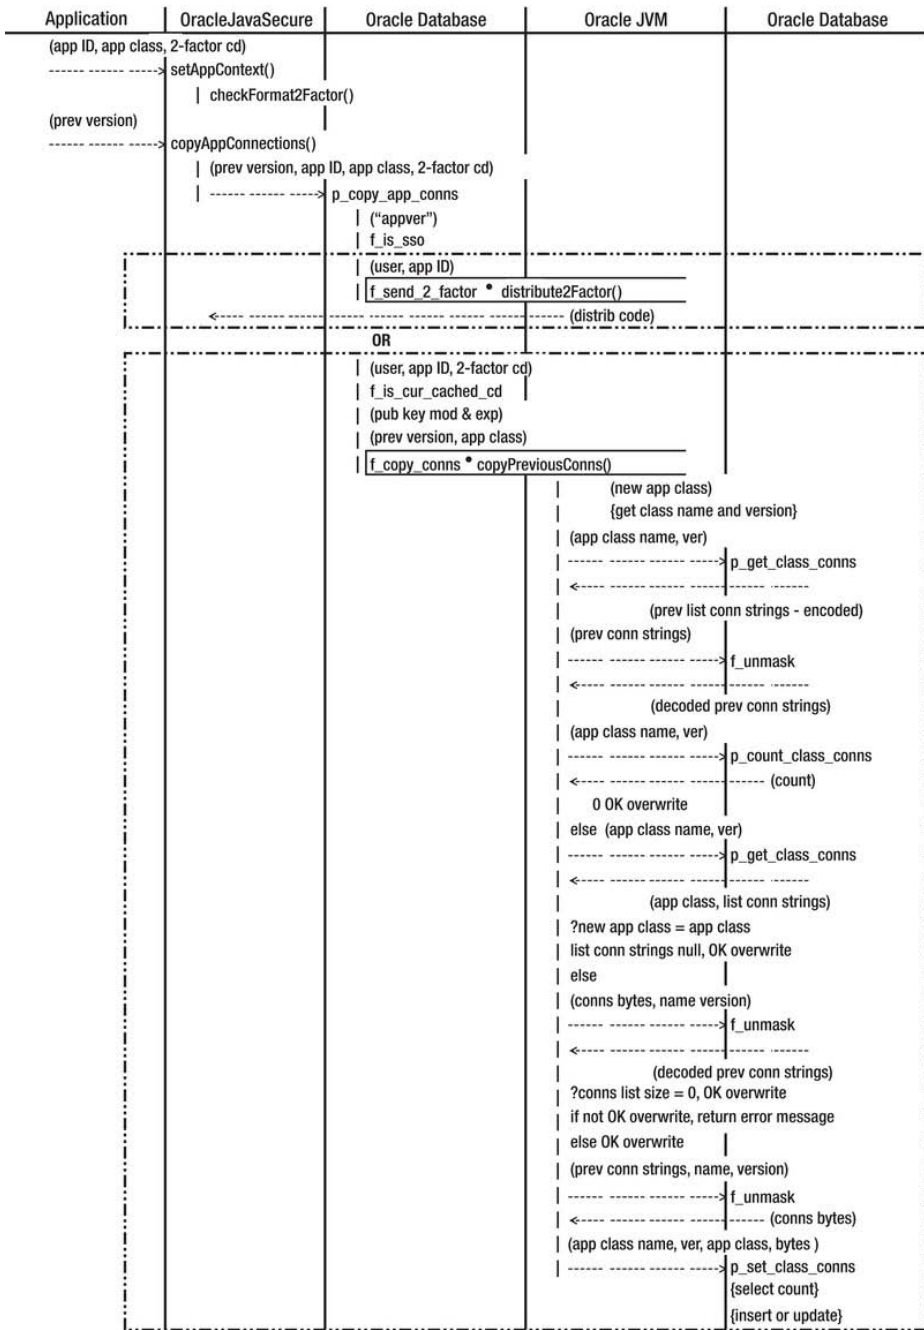 Application OracleJavaSecure Oracle Database Oracle JVM Oracle Database
(app ID, app class, 2-factor cd)
setAppContext()
checkFormat2Factor()
(prev version)
copyAppConnections()
(prev version, app ID, app class, 2-factor cd)
p_copy_app_conns
(“appver”)
f_is_sso
(user, app ID)
f_send_2_factor • distribute2Factor()
(distrib code)
OR
(user, app ID, 2-factor cd)
f_is_cur_cached_cd
(pub key mod & exp)
(prev version, app class)
f_copy_conns • copyPreviousConns()
(new app class)
{get class name and version}
(app class name, ver)
p_get_class_conns
(prev list conn strings - encoded)
(prev conn strings)
f_unmask
(decoded prev conn strings)
(app class name, ver)
p_count_class_conns
(count)
0 OK overwrite
else (app class name, ver)
p_get_class_conns
(app class, list conn strings)
?new app class = app class
list conn strings null, OK overwrite
else
(conns bytes, name version)
f_unmask
(decoded prev conn strings)
?conns list size = 0, OK overwrite
if not OK overwrite, return error message
else OK overwrite
(prev conn strings, name, version)
f_unmask
(conns bytes)
(app class name, ver, app class, bytes )
p_set_class_conns
{select count}
{insert or update}